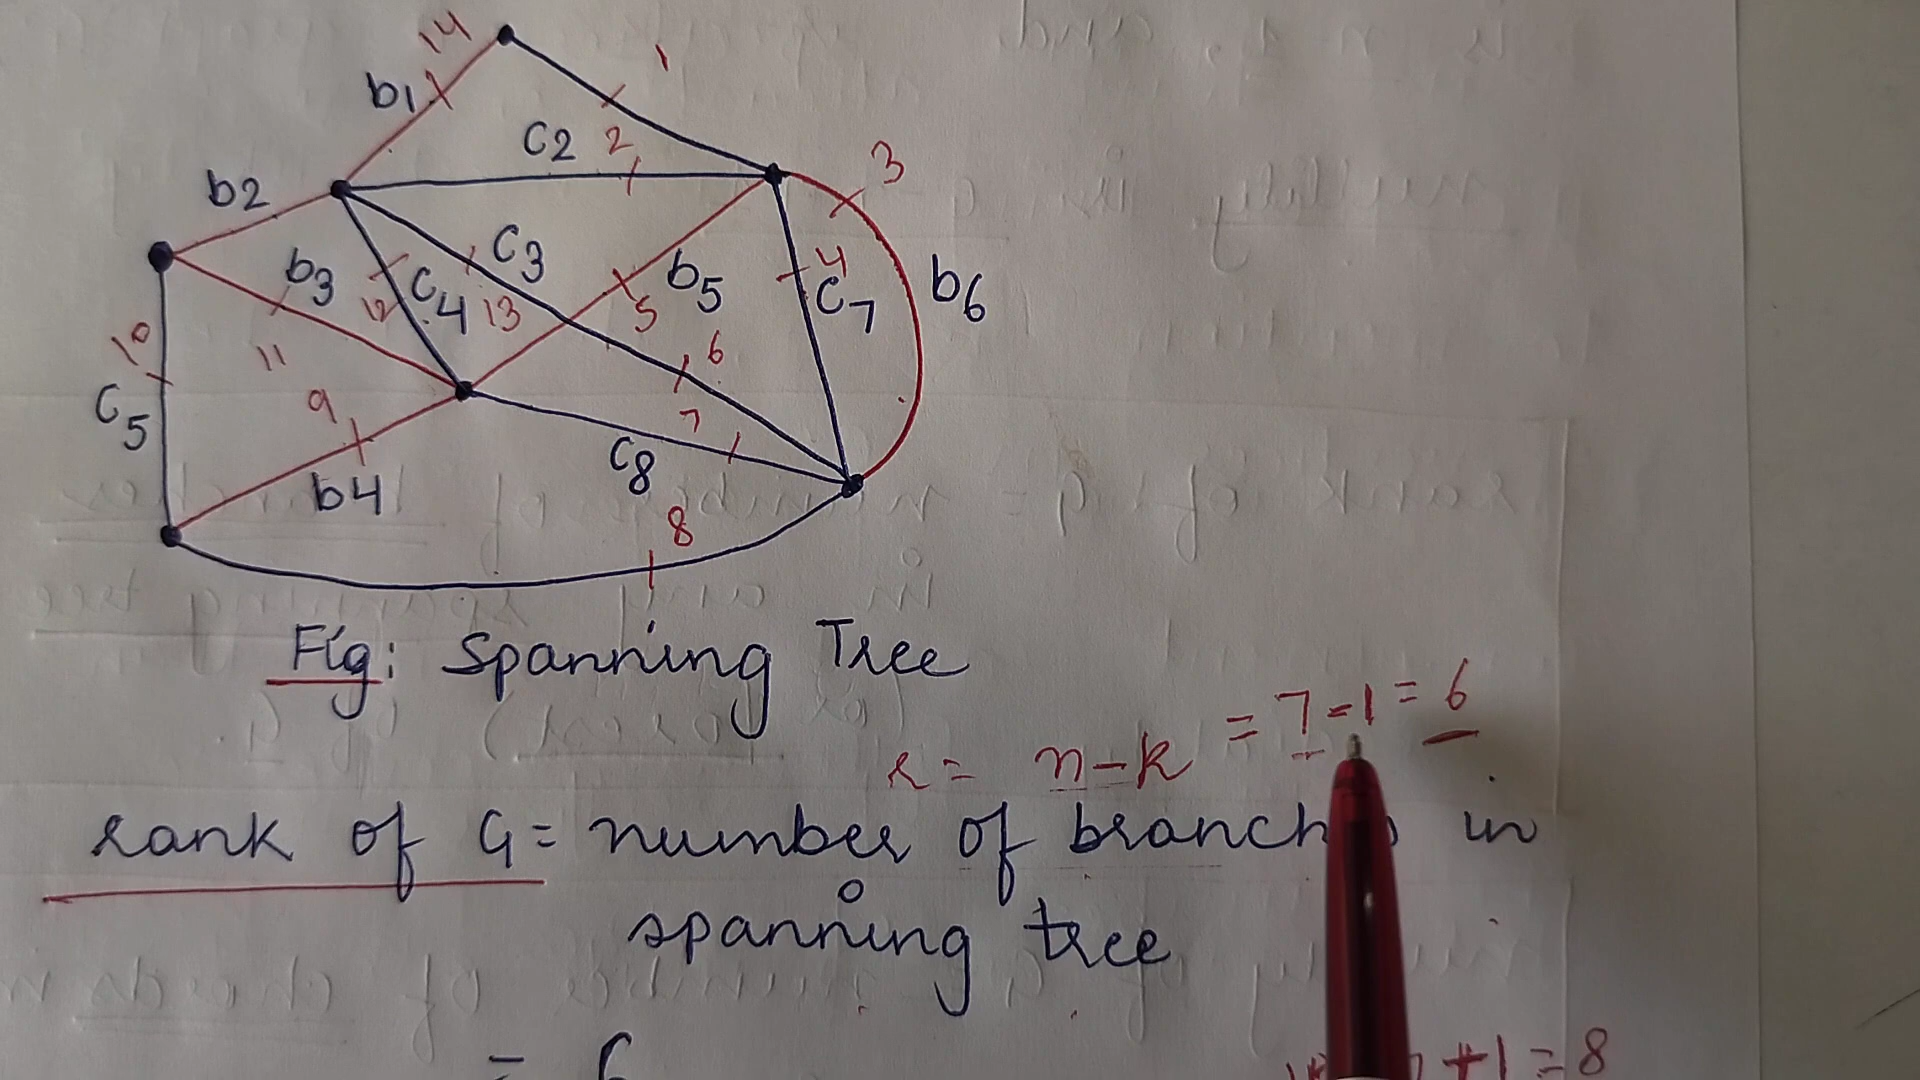 14
1
b1
C2
2
3
b2
b3
C3
C4
12
13
b5
5
4
C7
b6
10
11
6
C5
9
7
C8
b4
8
Fig: Spanning Tree
r = n-k = 7-1 = 6
rank of G = number of branches in
spanning tree
= 6
+1=8